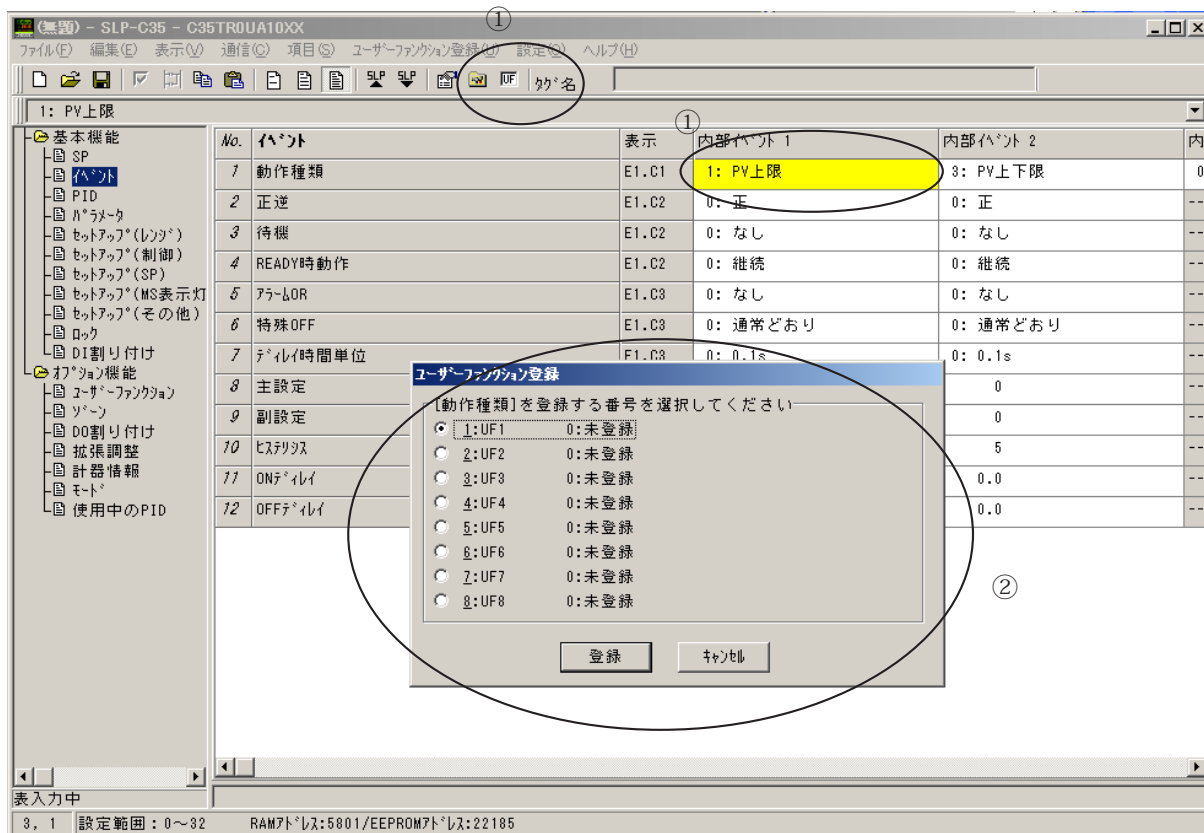 ①
(無題) - SLP-C35 - C35TR0UA10XX
ファイル(F) 編集(E) 表示(V) 通信(C) 項目(S) ユーザーファンクション登録(U) 設定(O) ヘルプ(H)
SLP SLP UF ﾀｸﾞ名
1: PV上限
基本機能
SP
ｲﾍﾞﾝﾄ
PID
ﾊﾟﾗﾒｰﾀ
ｾｯﾄｱｯﾌﾟ(ﾚﾝｼﾞ)
ｾｯﾄｱｯﾌﾟ(制御)
ｾｯﾄｱｯﾌﾟ(SP)
ｾｯﾄｱｯﾌﾟ(MS表示灯
ｾｯﾄｱｯﾌﾟ(その他)
ﾛｯｸ
DI割り付け
ｵﾌﾟｼｮﾝ機能
ﾕｰｻﾞｰﾌｧﾝｸｼｮﾝ
ｿﾞｰﾝ
DO割り付け
拡張調整
計器情報
ﾓｰﾄﾞ
使用中のPID
①
No. ｲﾍﾞﾝﾄ 表示 内部ｲﾍﾞﾝﾄ 1 内部ｲﾍﾞﾝﾄ 2 内
1 動作種類 E1.C1 1: PV上限 3: PV上下限 0
2 正逆 E1.C2 0: 正 0: 正 --
3 待機 E1.C2 0: なし 0: なし --
4 READY時動作 E1.C2 0: 継続 0: 継続 --
5 ｱﾗｰﾑOR E1.C3 0: なし 0: なし --
6 特殊OFF E1.C3 0: 通常どおり 0: 通常どおり --
7 ﾃﾞｨﾚｲ時間単位 E1.C3 0: 0.1s 0: 0.1s --
8 主設定 0 --
9 副設定 0 --
10 ﾋｽﾃﾘｼｽ 5 --
11 ONﾃﾞｨﾚｲ 0.0 --
12 OFFﾃﾞｨﾚｲ 0.0 --
ﾕｰｻﾞｰﾌｧﾝｸｼｮﾝ登録
[動作種類]を登録する番号を選択してください
1:UF1 0:未登録
2:UF2 0:未登録
3:UF3 0:未登録
4:UF4 0:未登録
5:UF5 0:未登録
6:UF6 0:未登録
7:UF7 0:未登録
8:UF8 0:未登録
登録 ｷｬﾝｾﾙ
②
表入力中
3, 1 設定範囲：0～32 RAMｱﾄﾞﾚｽ:5801/EEPROMｱﾄﾞﾚｽ:22185